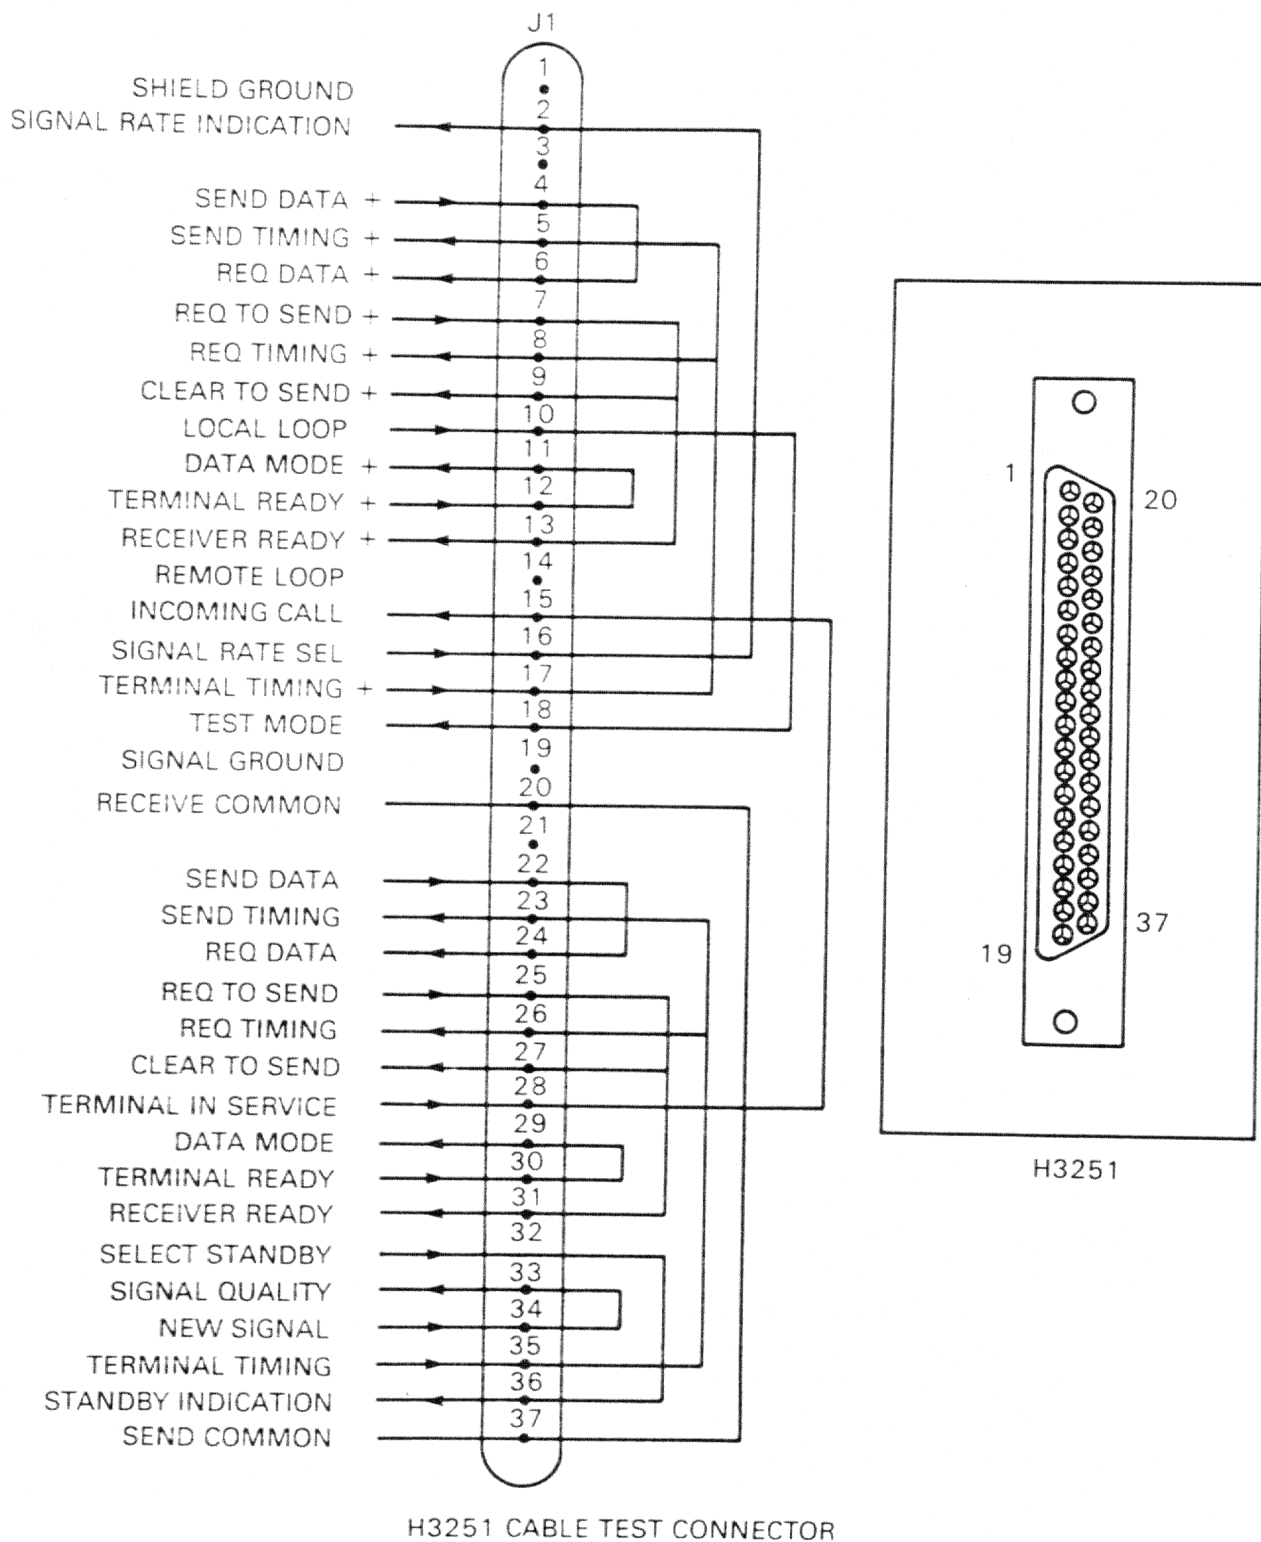 J1
1
SHIELD GROUND
2
SIGNAL RATE INDICATION
3
4
SEND DATA +
5
SEND TIMING +
6
REQ DATA +
7
REQ TO SEND +
8
REQ TIMING +
9
CLEAR TO SEND +
10
LOCAL LOOP
11
DATA MODE +
12
TERMINAL READY +
13
RECEIVER READY +
14
REMOTE LOOP
15
INCOMING CALL
16
SIGNAL RATE SEL
17
TERMINAL TIMING +
18
TEST MODE
19
SIGNAL GROUND
20
RECEIVE COMMON
21
22
SEND DATA
23
SEND TIMING
24
REQ DATA
25
REQ TO SEND
26
REQ TIMING
27
CLEAR TO SEND
28
TERMINAL IN SERVICE
29
DATA MODE
30
TERMINAL READY
31
RECEIVER READY
32
SELECT STANDBY
33
SIGNAL QUALITY
34
NEW SIGNAL
35
TERMINAL TIMING
36
STANDBY INDICATION
37
SEND COMMON
H3251 CABLE TEST CONNECTOR
1
20
19
37
H3251